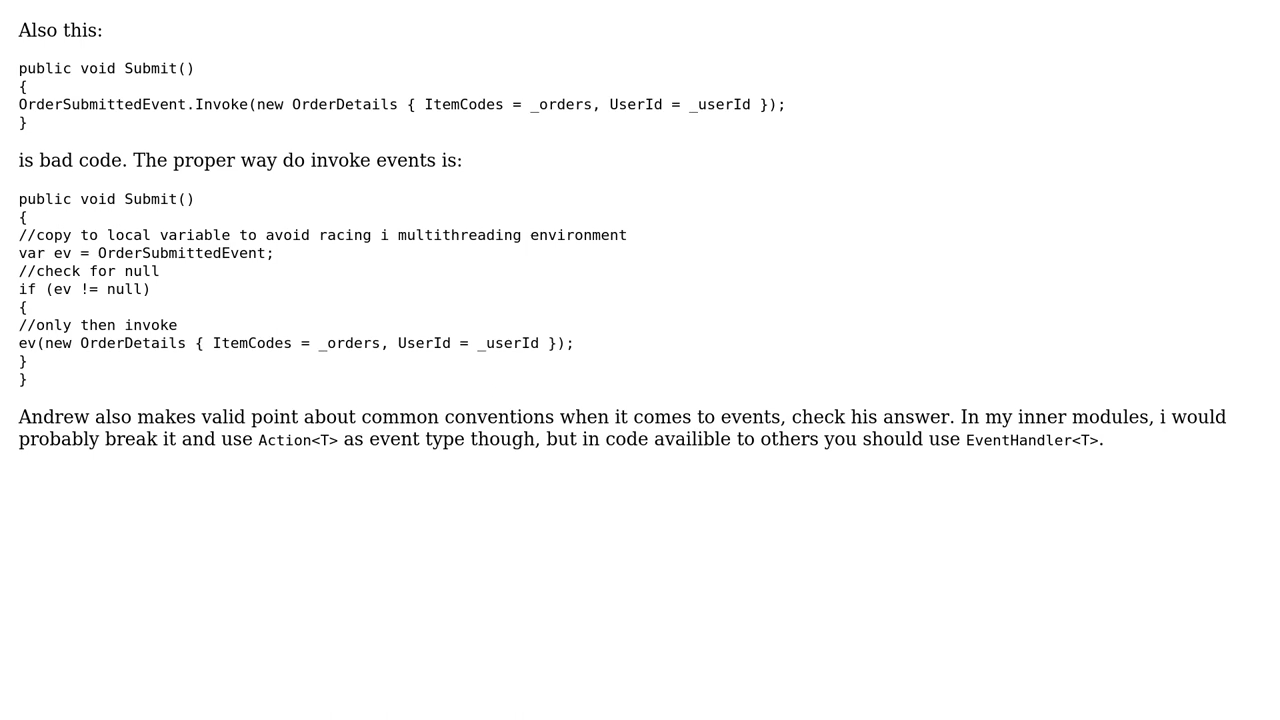 Also this:
public void Submit()
{
OrderSubmittedEvent.Invoke(new OrderDetails { ItemCodes = _orders, UserId = _userId });
}
is bad code. The proper way do invoke events is:
public void Submit()
{
//copy to local variable to avoid racing i multithreading environment
var ev = OrderSubmittedEvent;
//check for null
if (ev != null)
{
//only then invoke
ev(new OrderDetails { ItemCodes = _orders, UserId = _userId });
}
}
Andrew also makes valid point about common conventions when it comes to events, check his answer. In my inner modules, i would
probably break it and use Action<T> as event type though, but in code availible to others you should use EventHandler<T>.